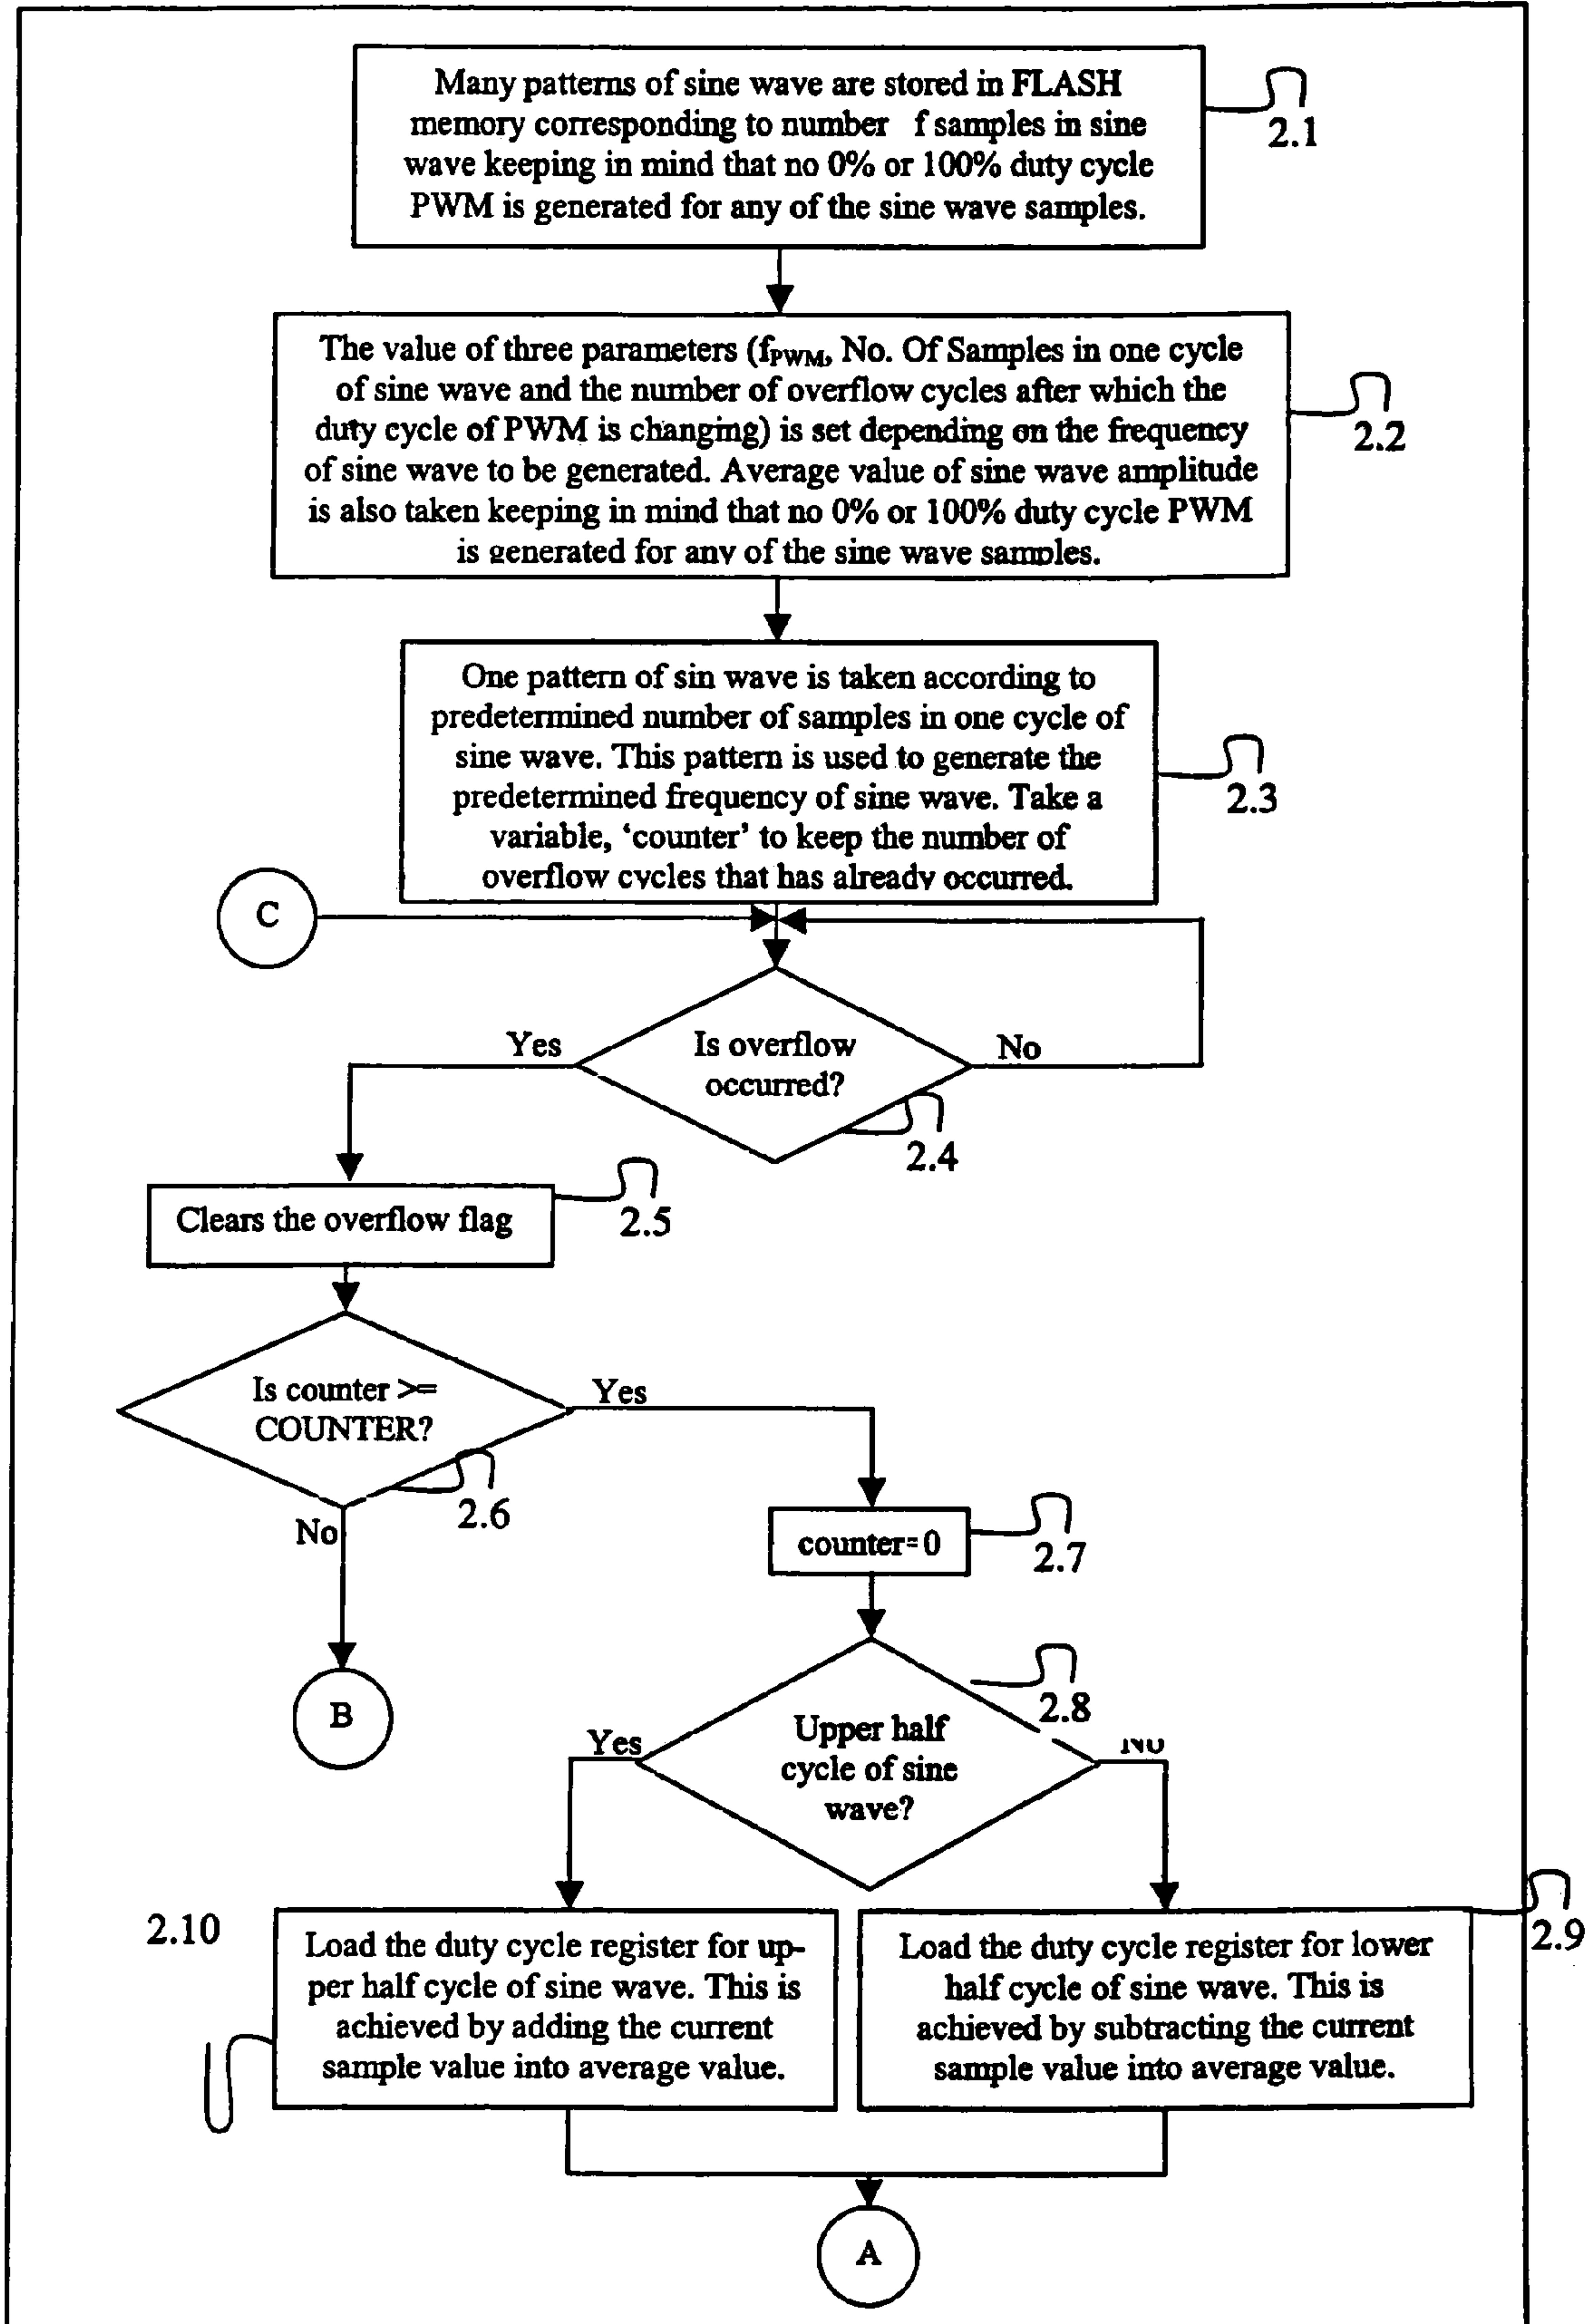 Many patterns of sine wave are stored in FLASH
memory corresponding to number f samples in sine
wave keeping in mind that no 0% or 100% duty cycle
PWM is generated for any of the sine wave samples.
2.1
The value of three parameters (fPWM, No. Of Samples in one cycle
of sine wave and the number of overflow cycles after which the
duty cycle of PWM is changing) is set depending on the frequency
of sine wave to be generated. Average value of sine wave amplitude
is also taken keeping in mind that no 0% or 100% duty cycle PWM
is generated for any of the sine wave samples.
2.2
One pattern of sin wave is taken according to
predetermined number of samples in one cycle of
sine wave. This pattern is used to generate the
predetermined frequency of sine wave. Take a
variable, ‘counter’ to keep the number of
overflow cycles that has already occurred.
2.3
C
Yes
Is overflow
occurred?
No
2.4
Clears the overflow flag
2.5
Is counter >=
COUNTER?
Yes
2.6
No
counter=0
2.7
B
2.8
Yes
Upper half
cycle of sine
wave?
No
2.10
Load the duty cycle register for up-
per half cycle of sine wave. This is
achieved by adding the current
sample value into average value.
Load the duty cycle register for lower
half cycle of sine wave. This is
achieved by subtracting the current
sample value into average value.
2.9
A